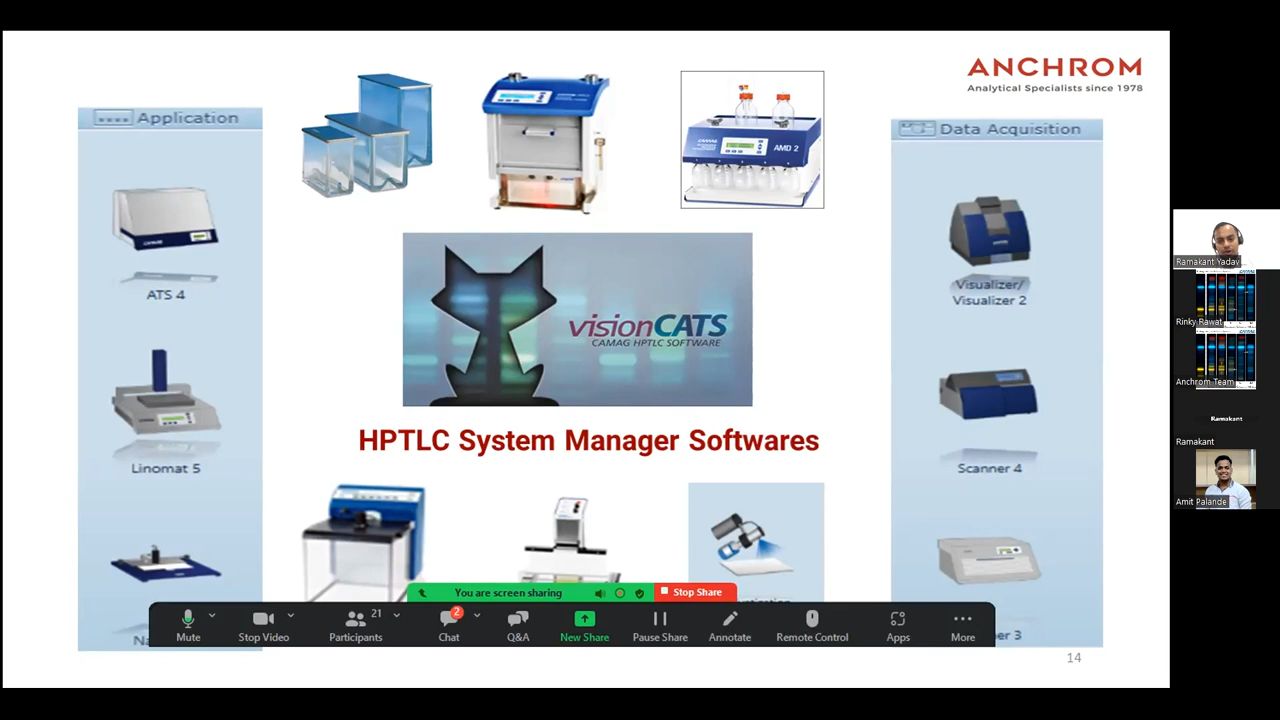 ANCHROM
Analytical Specialists since 1978
Application
Data Acquisition
AMD 2
ATS 4
Visualizer/
Visualizer 2
visionCATS
CAMAG HPTLC SOFTWARE
HPTLC System Manager Softwares
Linomat 5
Scanner 4
You are screen sharing
Stop Share
Mute
Stop Video
21
Participants
2
Chat
Q&A
New Share
Pause Share
Annotate
Remote Control
Apps
More
er 3
14
Ramakant Yadav
Rinky Rawat
Anchrom Team
Ramakant
Ramakant
Amit Palande